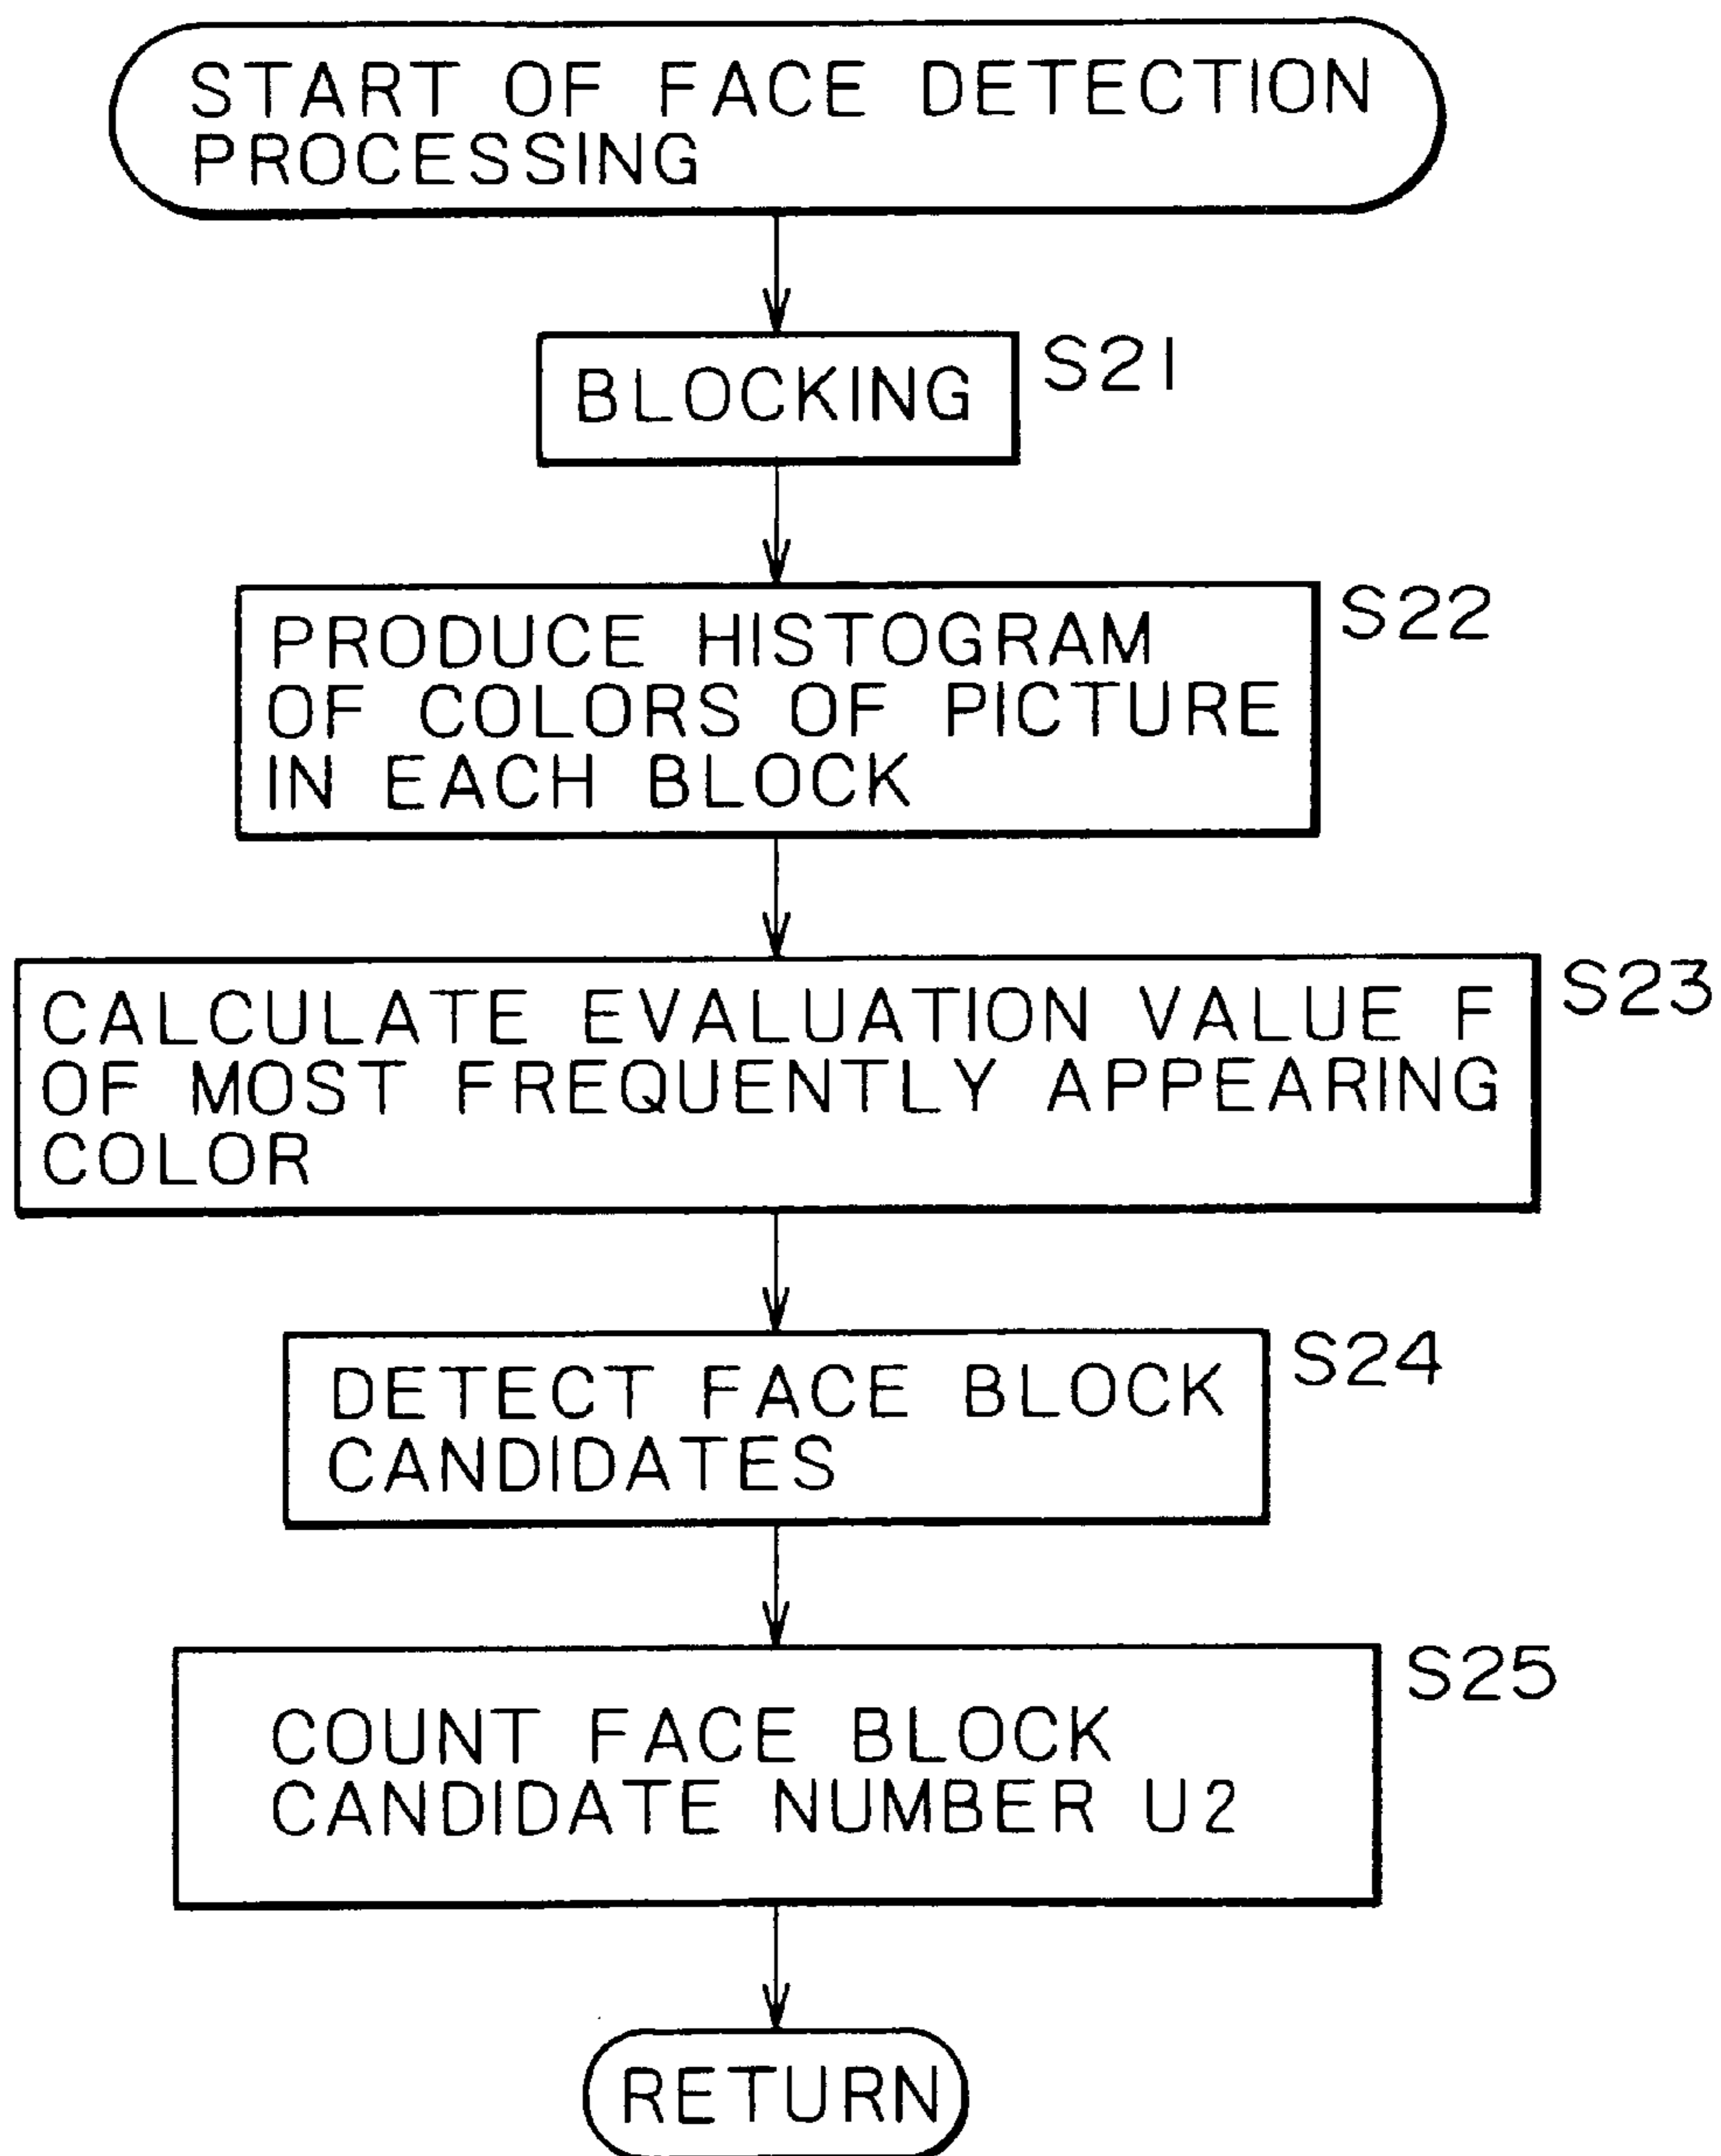 START OF FACE DETECTION
PROCESSING
BLOCKING
S21
PRODUCE HISTOGRAM
OF COLORS OF PICTURE
IN EACH BLOCK
S22
CALCULATE EVALUATION VALUE F
OF MOST FREQUENTLY APPEARING
COLOR
S23
DETECT FACE BLOCK
CANDIDATES
S24
COUNT FACE BLOCK
CANDIDATE NUMBER U2
S25
RETURN